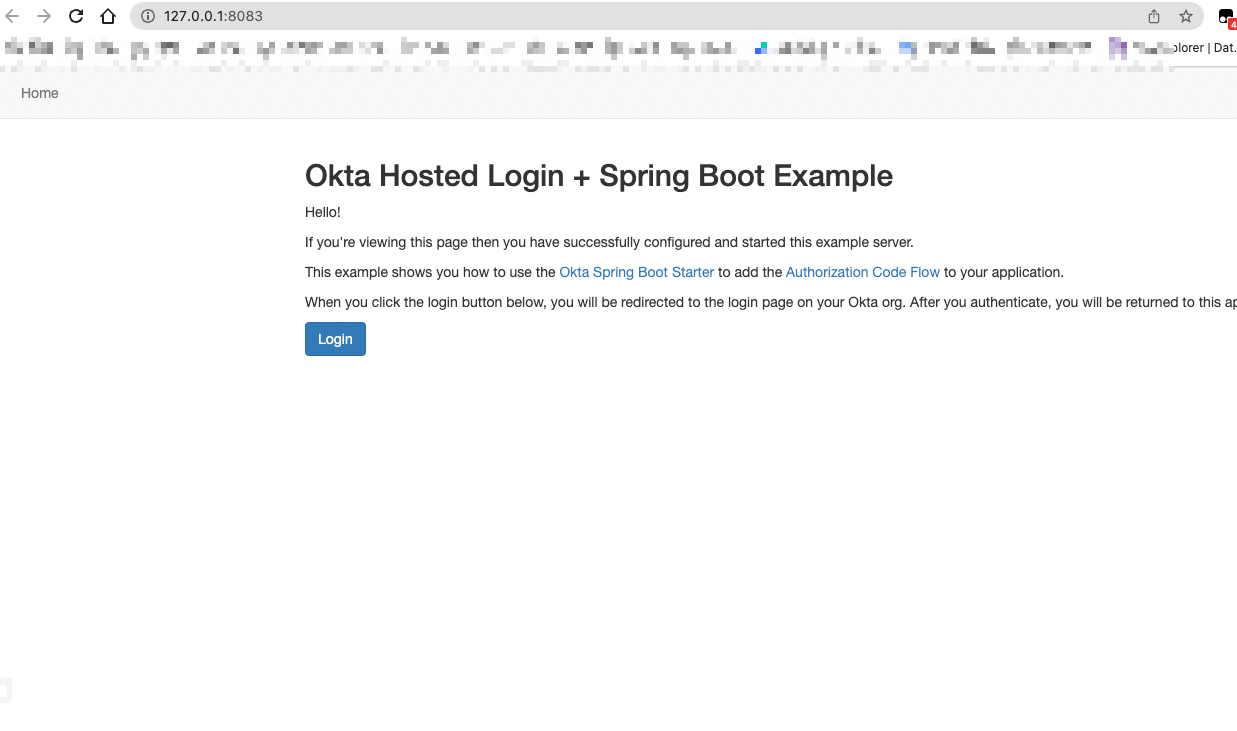 127.0.0.1:8083
4
plorer | Dat.
Home
Okta Hosted Login + Spring Boot Example
Hello!
If you're viewing this page then you have successfully configured and started this example server.
This example shows you how to use the Okta Spring Boot Starter to add the Authorization Code Flow to your application.
When you click the login button below, you will be redirected to the login page on your Okta org. After you authenticate, you will be returned to this ap
Login